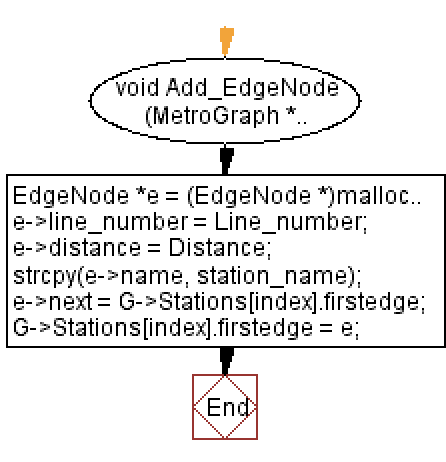 void Add_EdgeNode
(MetroGraph *..
EdgeNode *e = (EdgeNode *)malloc..
e->line_number = Line_number;
e->distance = Distance;
strcpy(e->name, station_name);
e->next = G->Stations[index].firstedge;
G->Stations[index].firstedge = e;
End